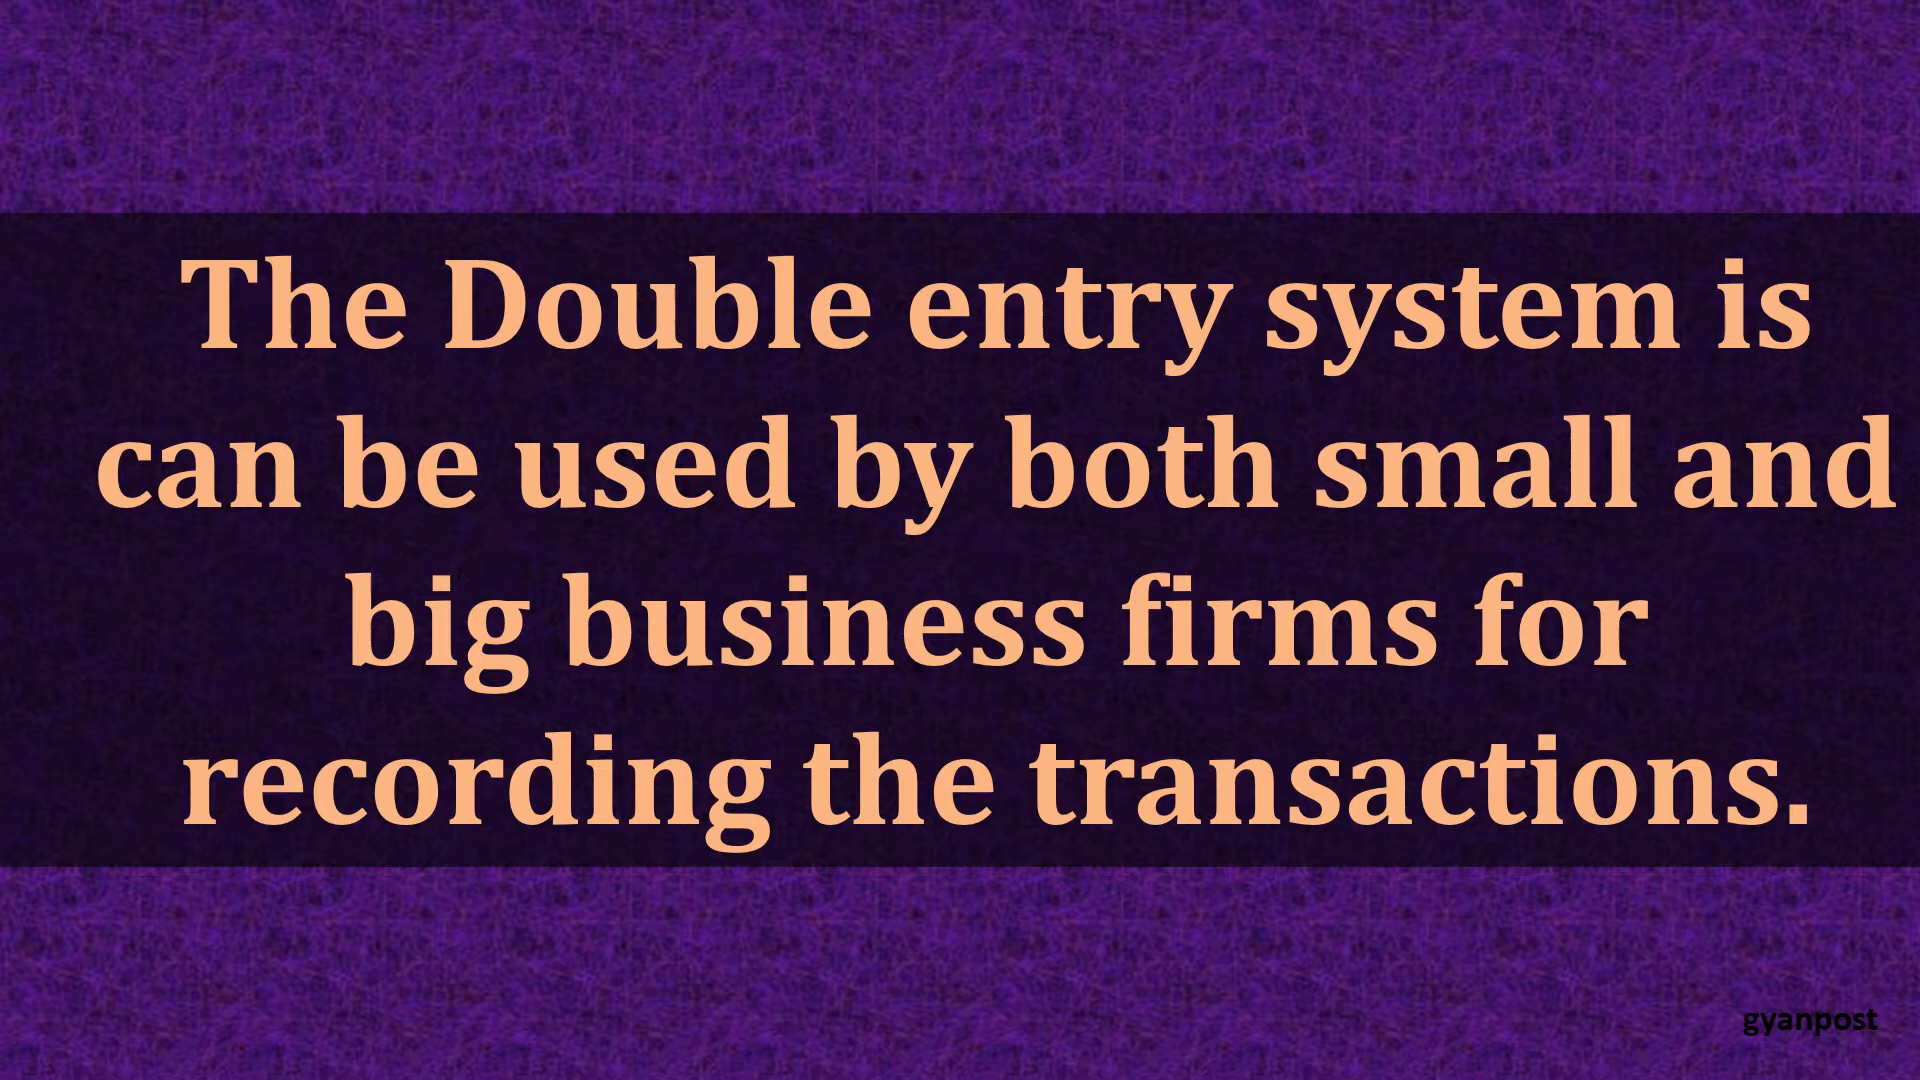 The Double entry system is
can be used by both small and
big business firms for
recording the transactions.
gyanpost